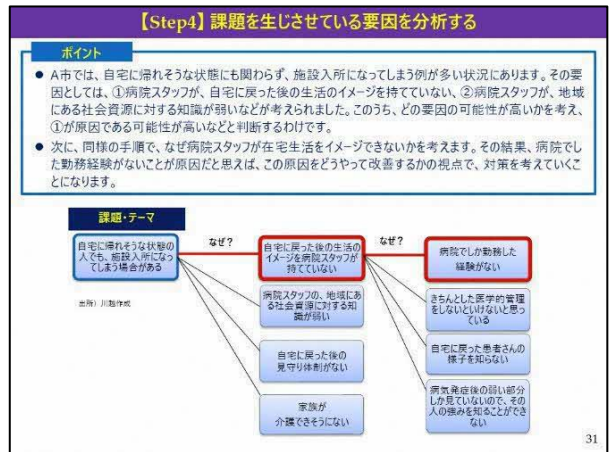 【Step4】課題を生じさせている要因を分析する
ポイント
● A市では、自宅に帰れそうな状態にも関わらず、施設入所になってしまう例が多い状況にあります。その要
因としては、①病院スタッフが、自宅に戻った後の生活のイメージを持てていない、②病院スタッフが、地域
にある社会資源に対する知識が弱いなどが考えられました。このうち、どの要因の可能性が高いかを考え、
①が原因である可能性が高いなどと判断するわけです。
● 次に、同様の手順で、なぜ病院スタッフが在宅生活をイメージできないかを考えます。その結果、病院でし
か勤務経験がないことが原因だと思えば、この原因をどうやって改善するかの視点で、対策を考えていくこ
とになります。
課題・テーマ
自宅に帰れそうな状態の
人でも、施設入所になっ
てしまう場合がある
なぜ？
自宅に戻った後の生活の
イメージを病院スタッフが
持てていない
なぜ？
病院でしか勤務した
経験がない
出所）川越作成
病院スタッフの、地域にあ
る社会資源に対する知
識が弱い
きちんとした医学的管理
をしないといけないと思っ
ている
自宅に戻った後の
見守り体制がない
自宅に戻った患者さんの
様子を知らない
家族が
介護できそうにない
病気発症後の弱い部分
しか見ていないので、その
人の強みを知ることができ
ない
31